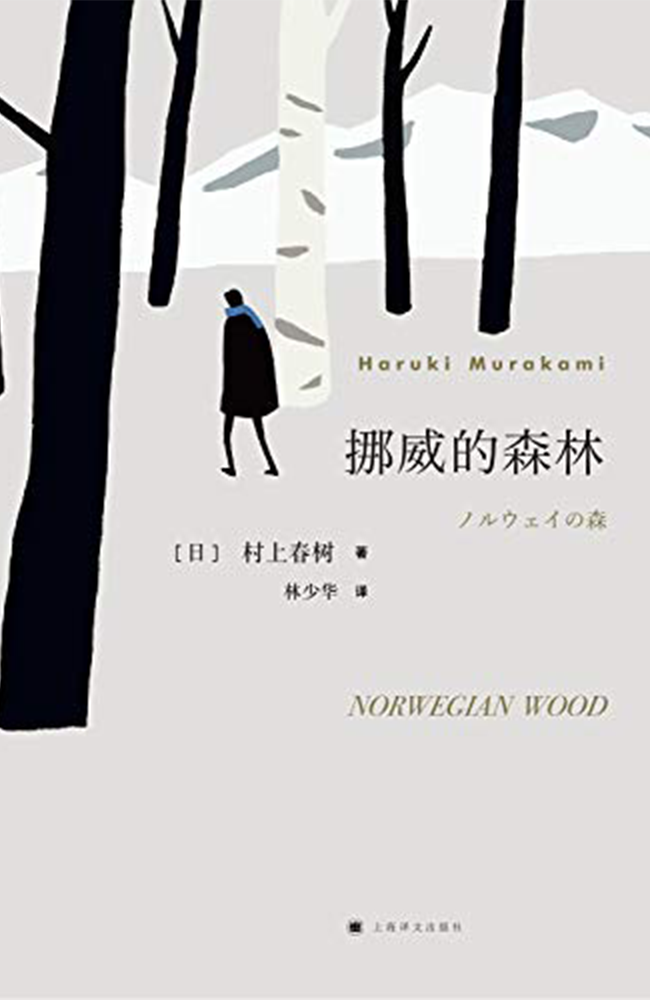 Haruki Murakami
挪威的森林
ノルウェイの森
［日］ 村上春树 著
林少华 译
NORWEGIAN WOOD
上海译文出版社